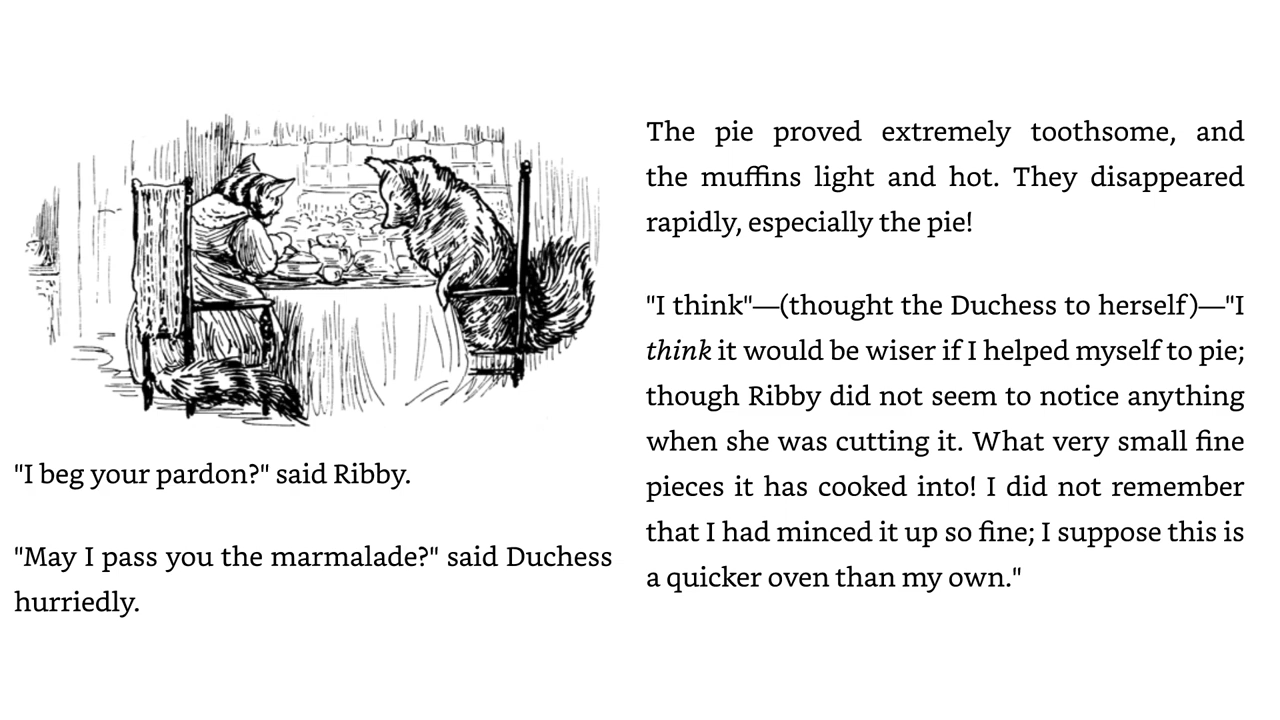 "I beg your pardon?" said Ribby.
"May I pass you the marmalade?" said Duchess
hurriedly.
The pie proved extremely toothsome, and
the muffins light and hot. They disappeared
rapidly, especially the pie!
"I think"—(thought the Duchess to herself)—"I
think it would be wiser if I helped myself to pie;
though Ribby did not seem to notice anything
when she was cutting it. What very small fine
pieces it has cooked into! I did not remember
that I had minced it up so fine; I suppose this is
a quicker oven than my own."